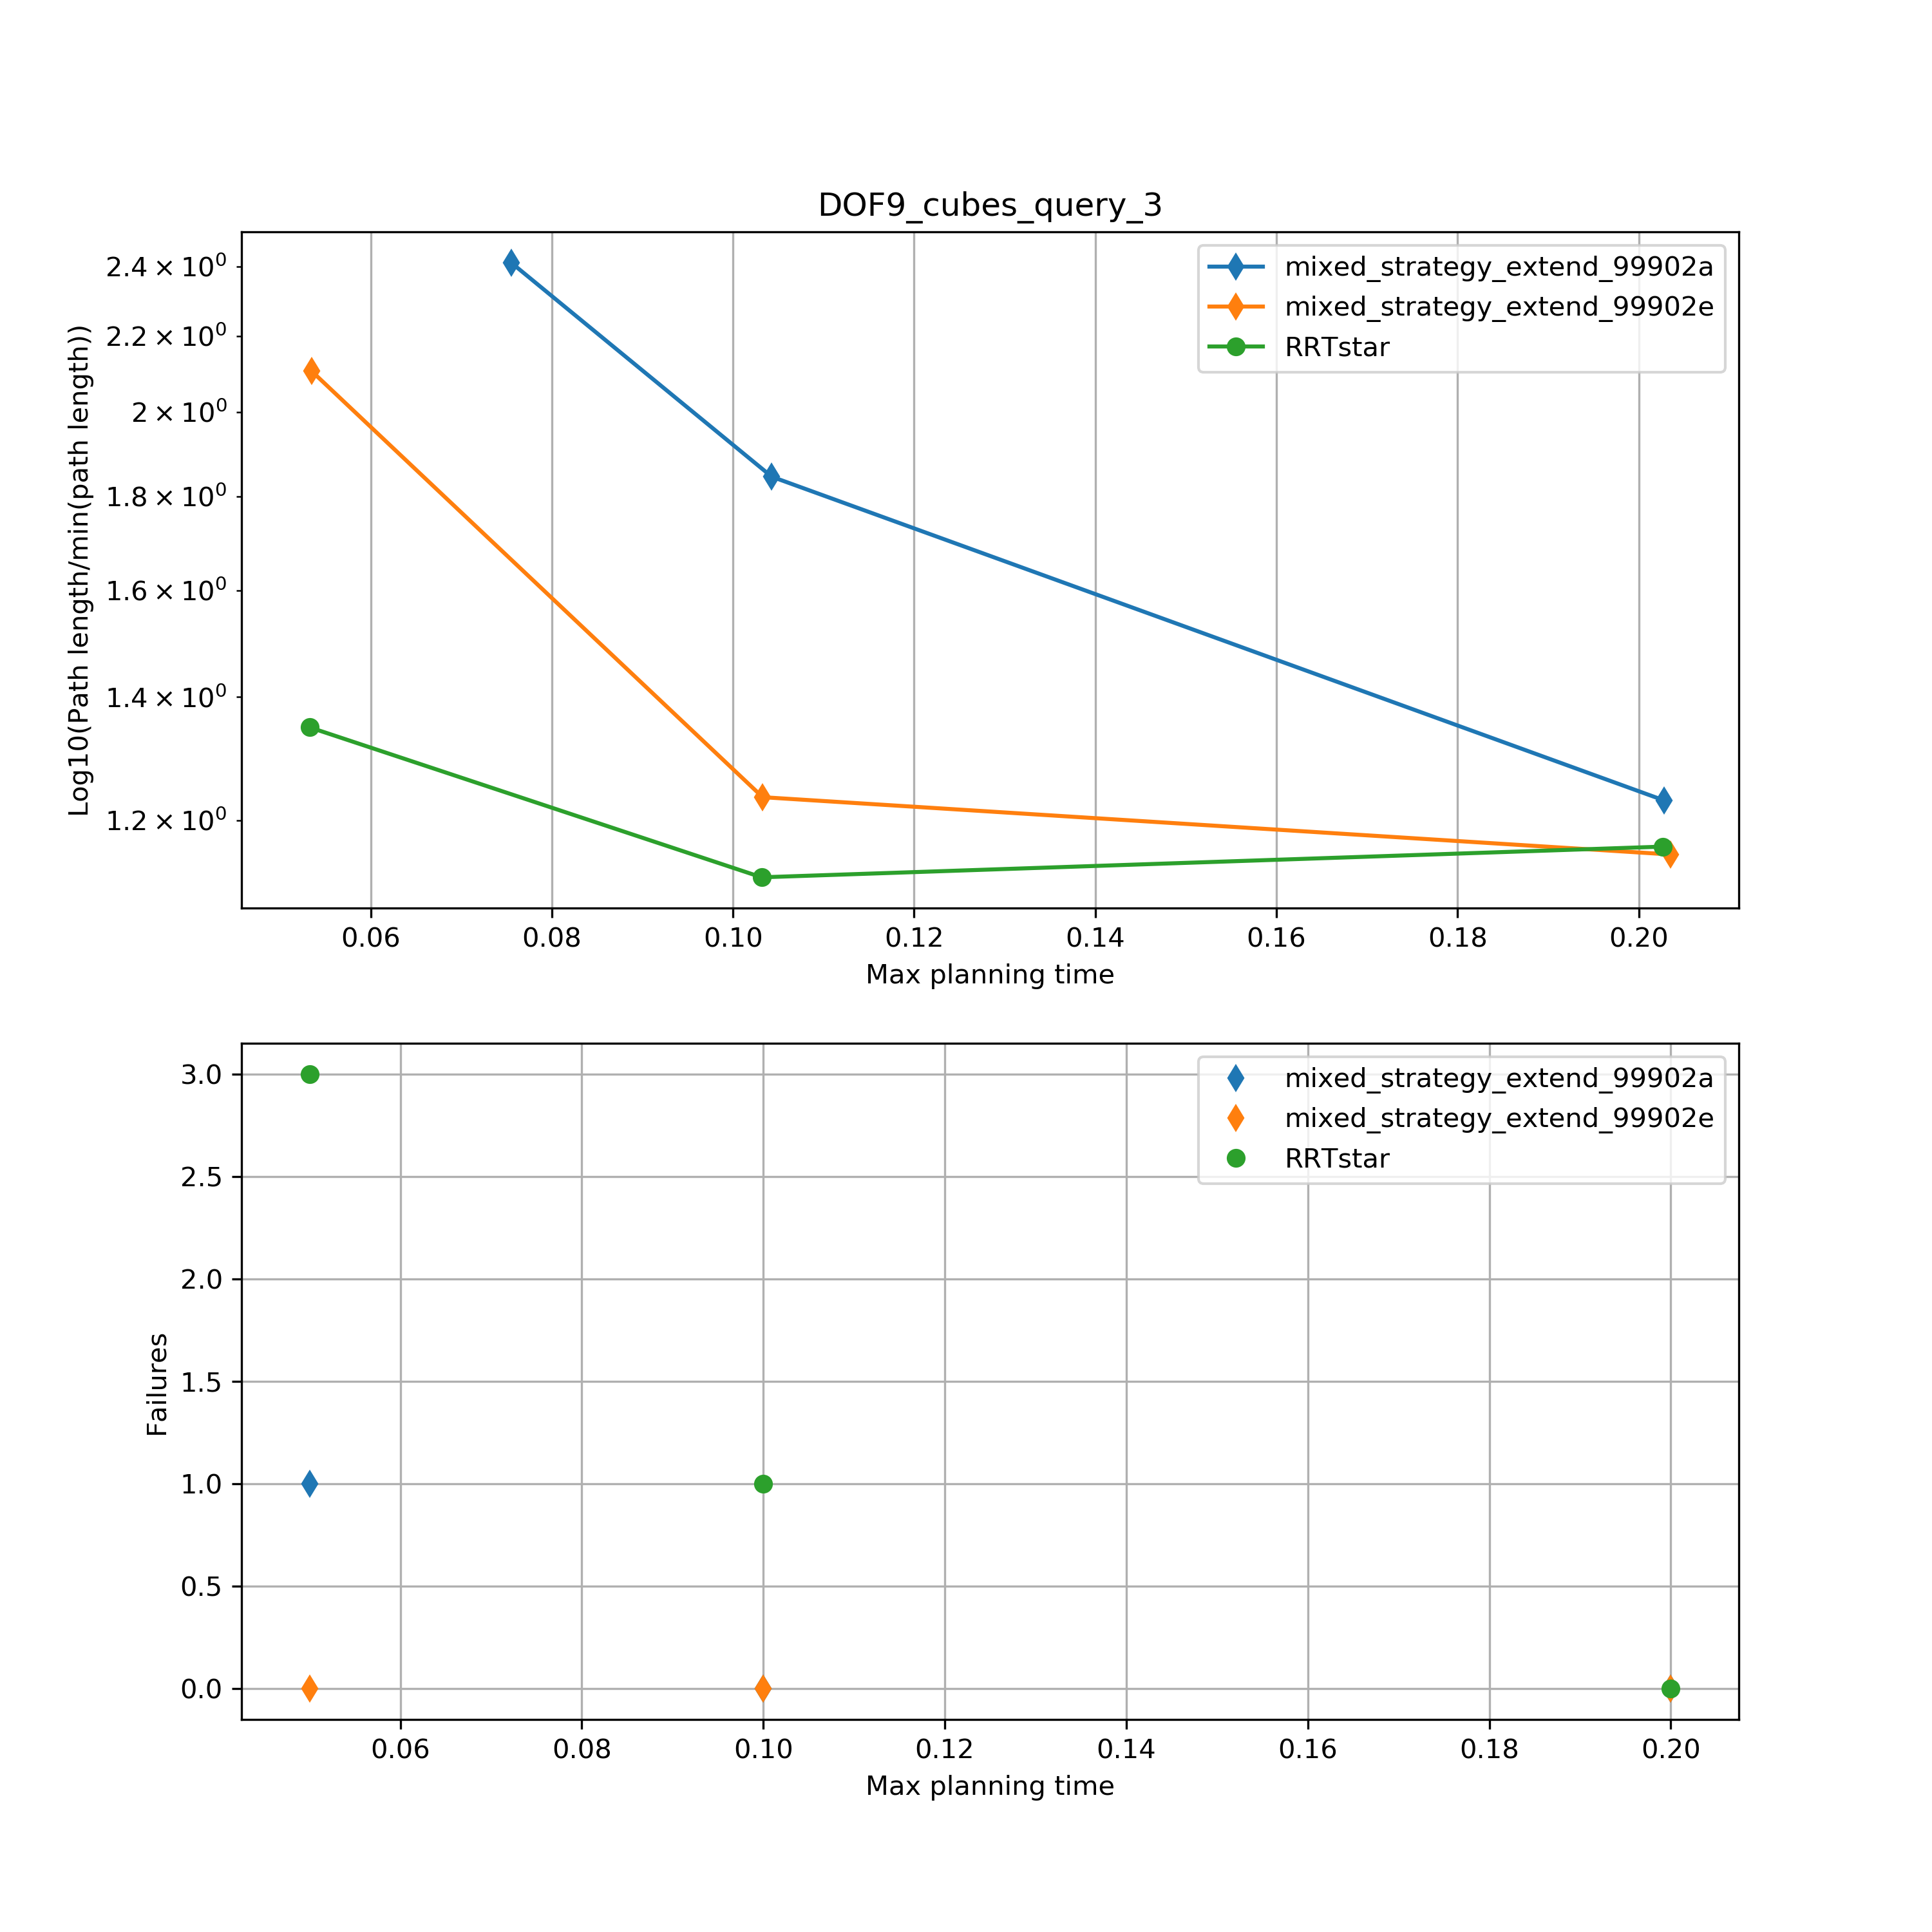 DOF9_cubes_query_3
Log10(Path length/min(path length))
2.4 × 10⁰
2.2 × 10⁰
2 × 10⁰
1.8 × 10⁰
1.6 × 10⁰
1.4 × 10⁰
1.2 × 10⁰
mixed_strategy_extend_99902a
mixed_strategy_extend_99902e
RRTstar
0.06 0.08 0.10 0.12 0.14 0.16 0.18 0.20
Max planning time
Failures
3.0
2.5
2.0
1.5
1.0
0.5
0.0
mixed_strategy_extend_99902a
mixed_strategy_extend_99902e
RRTstar
0.06 0.08 0.10 0.12 0.14 0.16 0.18 0.20
Max planning time